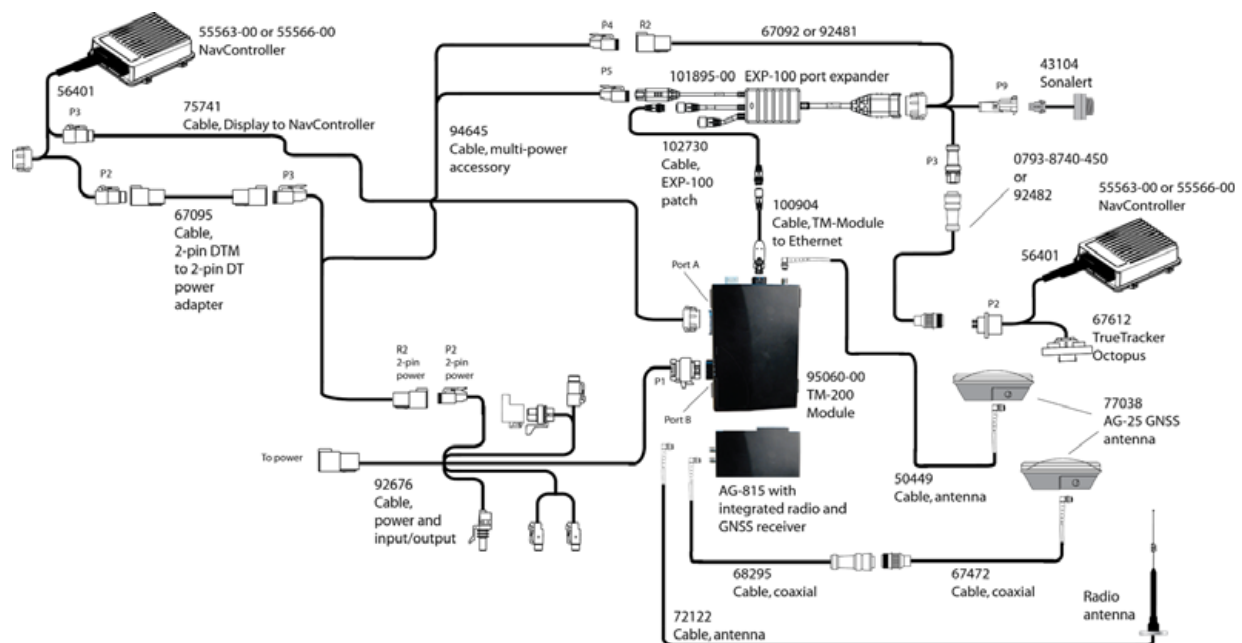 55563-00 or 55566-00
NavController
56401
P3
75741
Cable, Display to NavController
P2
P3
67095
Cable,
2-pin DTM
to 2-pin DT
power
adapter
P4
R2
67092 or 92481
P5
101895-00 EXP-100 port expander
P9
43104
Sonalert
94645
Cable, multi-power
accessory
102730
Cable,
EXP-100
patch
P3
0793-8740-450
or
92482
100904
Cable, TM-Module
to Ethernet
55563-00 or 55566-00
NavController
56401
P2
67612
TrueTracker
Octopus
Port A
R2
2-pin
power
P2
2-pin
power
P1
Port B
95060-00
TM-200
Module
77038
AG-25 GNSS
antenna
To power
92676
Cable,
power and
input/output
AG-815 with
integrated radio and
GNSS receiver
50449
Cable, antenna
68295
Cable, coaxial
67472
Cable, coaxial
72122
Cable, antenna
Radio
antenna